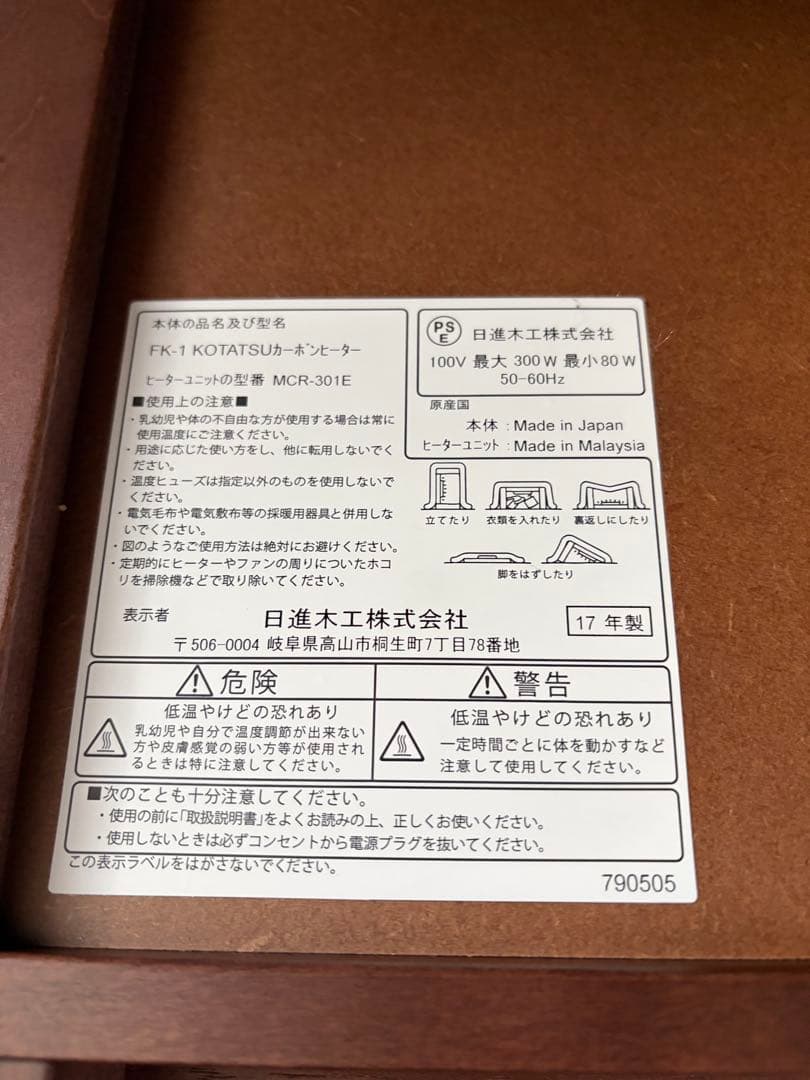 本体の品名及び型名
FK-1 KOTATSUカーボンヒーター
ヒーターユニットの型番 MCR-301E
■使用上の注意■
・乳幼児や体の不自由な方が使用する場合は常に
使用温度にご注意ください。
・用途に応じた使い方をし、他に転用しないでく
ださい。
・温度ヒューズは指定以外のものを使用しないで
ください。
・電気毛布や電気敷布等の採暖用器具と併用しな
いでください。
・図のようなご使用方法は絶対にお避けください。
・定期的にヒーターやファンの周りについたホコ
リを掃除機などで取り除いてください。
PS
E
日進木工株式会社
100V 最大 300W 最小 80W
50-60Hz
原産国
本体 : Made in Japan
ヒーターユニット : Made in Malaysia
立てたり 衣類を入れたり 裏返しにしたり
脚をはずしたり
表示者 日進木工株式会社 17 年製
〒506-0004 岐阜県高山市桐生町7丁目78番地
危険
低温やけどの恐れあり
乳幼児や自分で温度調節が出来ない
方や皮膚感覚の弱い方等が使用され
るときは特に注意してください。
警告
低温やけどの恐れあり
一定時間ごとに体を動かすなど
注意して使用してください。
■次のことも十分注意してください。
・使用の前に「取扱説明書」をよくお読みの上、正しくお使いください。
・使用しないときは必ずコンセントから電源プラグを抜いてください。
この表示ラベルをはがさないでください。
790505